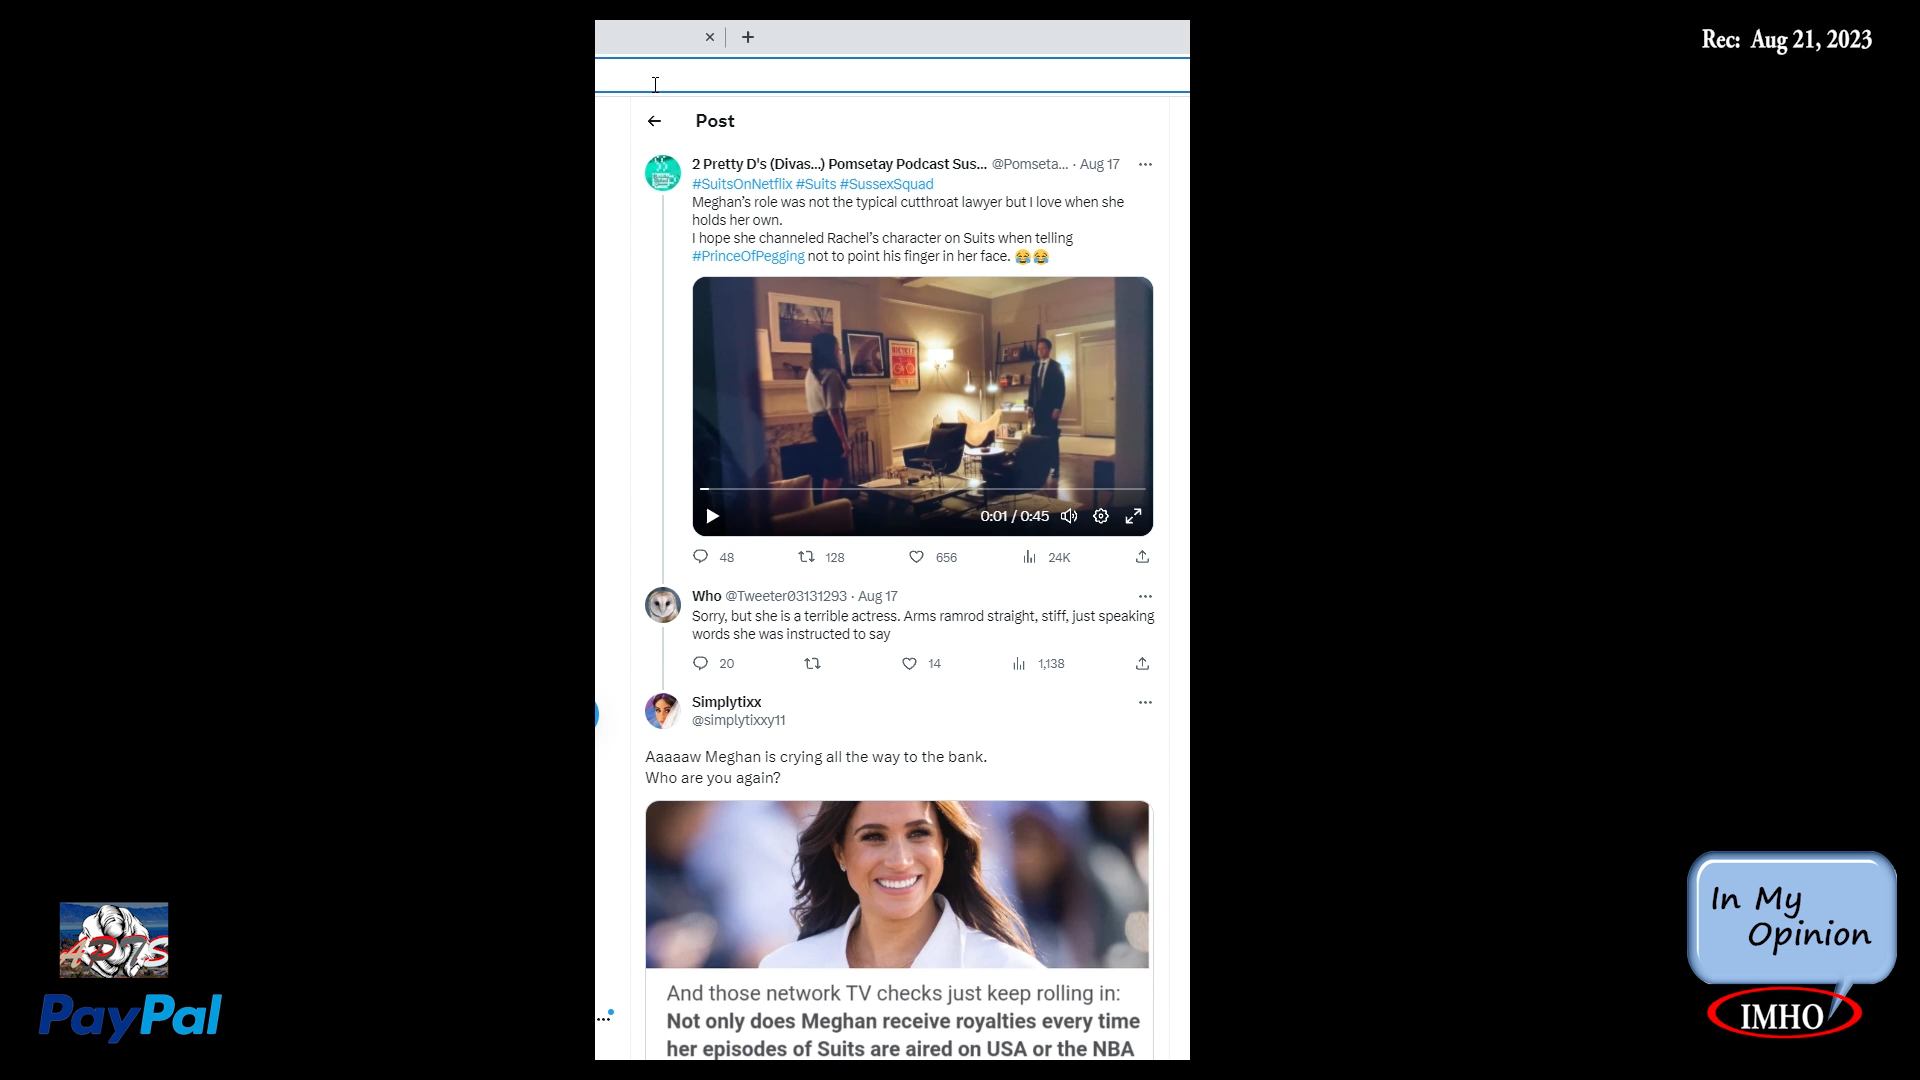 Rec: Aug 21, 2023
Post
2 Pretty D's (Divas...) Pomsetay Podcast Sus... @Pomseta... · Aug 17
#SuitsOnNetflix #Suits #SussexSquad
Meghan's role was not the typical cutthroat lawyer but I love when she
holds her own.
I hope she channeled Rachel's character on Suits when telling
#PrinceOfPegging not to point his finger in her face. 😂😂
BICYCLE
0:01 / 0:45
48 128 656 24K
Who @Tweeter03131293 · Aug 17
Sorry, but she is a terrible actress. Arms ramrod straight, stiff, just speaking
words she was instructed to say
20 14 1,138
Simplytixx
@simplytixxy11
Aaaaaw Meghan is crying all the way to the bank.
Who are you again?
And those network TV checks just keep rolling in:
Not only does Meghan receive royalties every time
her episodes of Suits are aired on USA or the NBA
PayPal
In My
Opinion
IMHO